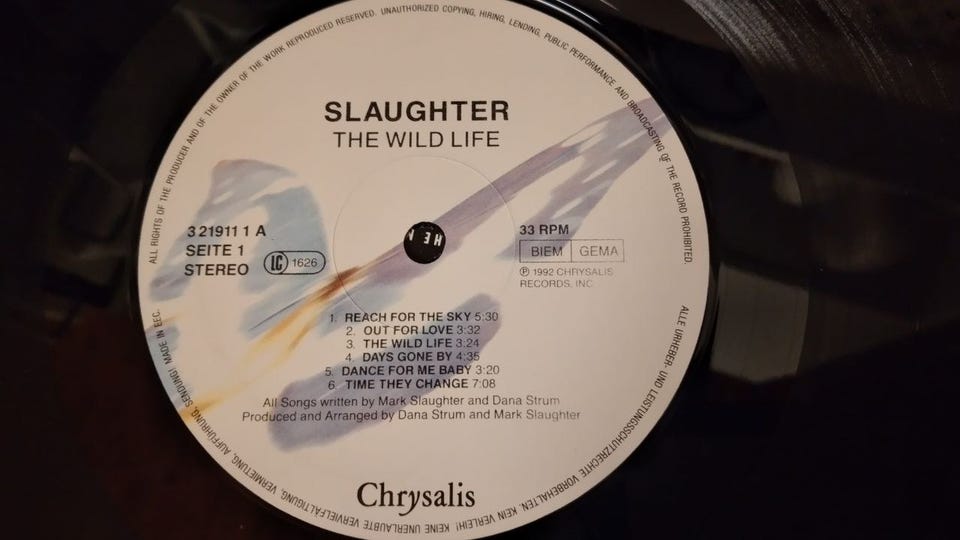 ALL RIGHTS OF THE PRODUCER AND OF THE OWNER OF THE WORK REPRODUCED RESERVED. UNAUTHORIZED COPYING, HIRING, LENDING, PUBLIC PERFORMANCE AND BROADCASTING OF THE RECORD PROHIBITED.
SLAUGHTER
THE WILD LIFE
3 21911 1 A
SEITE 1
STEREO
LC 1626
33 RPM
BIEM GEMA
℗ 1992 CHRYSALIS
RECORDS, INC.
HE
1. REACH FOR THE SKY 5:30
2. OUT FOR LOVE 3:32
3. THE WILD LIFE 3:24
4. DAYS GONE BY 4:35
5. DANCE FOR ME BABY 3:20
6. TIME THEY CHANGE 7:08
All Songs written by Mark Slaughter and Dana Strum
Produced and Arranged by Dana Strum and Mark Slaughter
Chrysalis
ALLE URHEBER- UND LEISTUNGSSCHUTZRECHTE VORBEHALTEN. KEIN VERLEIH! KEINE UNERLAUBTE VERVIELFÄLTIGUNG, VERMIETUNG, AUFFÜHRUNG, SENDUNG! MADE IN EEC.